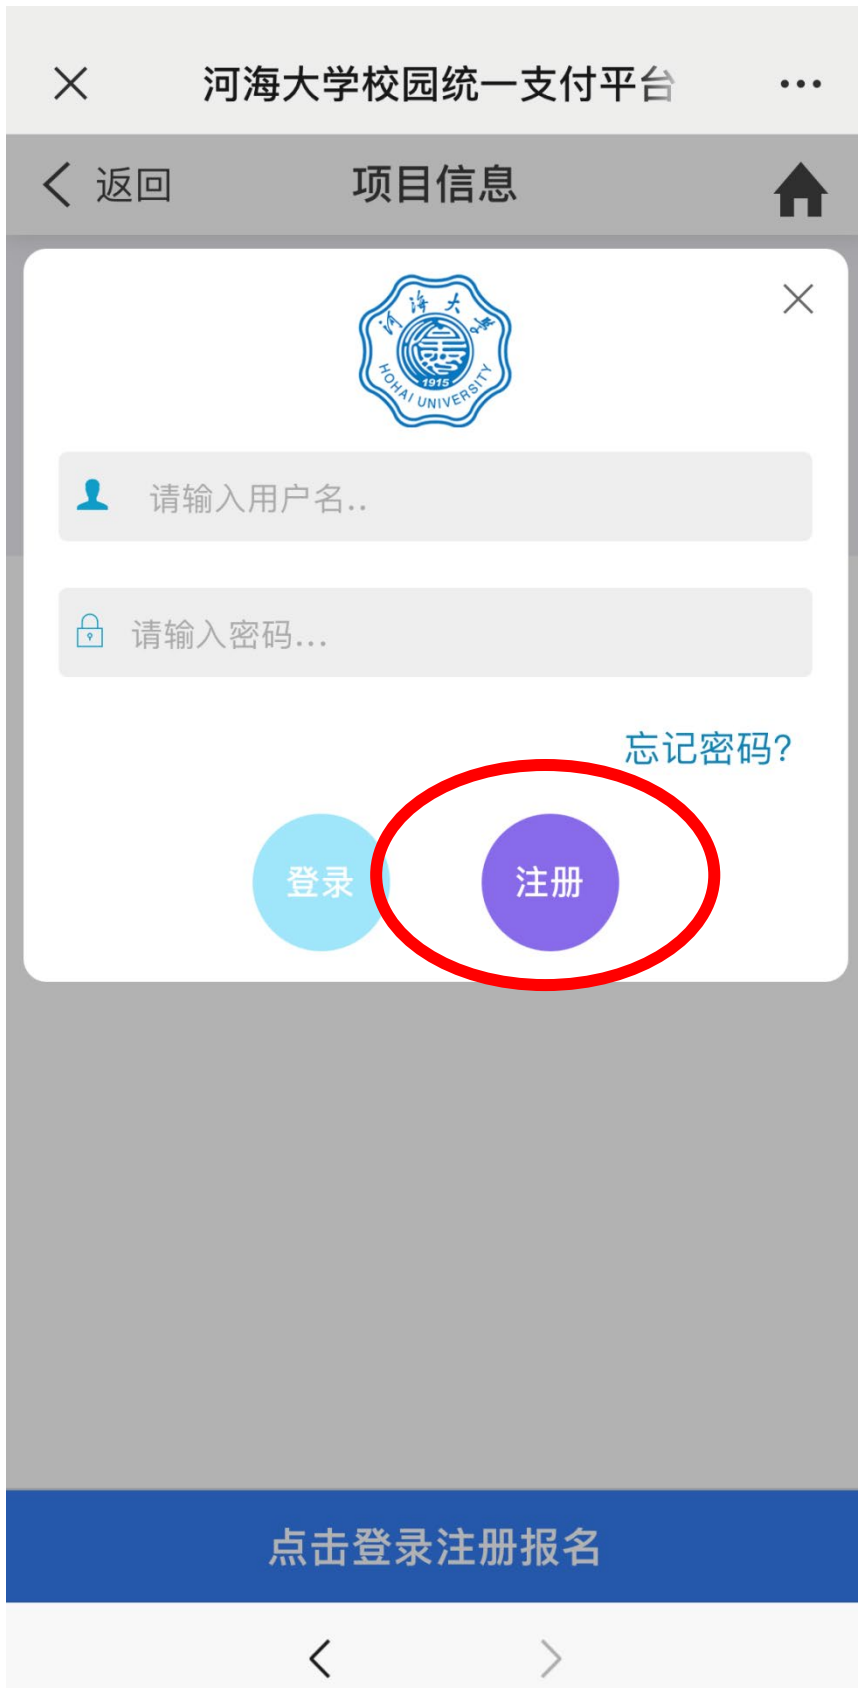 河海大学校园统一支付平台
返回
项目信息
河海大学
1915
HOHAI UNIVERSITY
请输入用户名..
请输入密码...
忘记密码?
登录
注册
点击登录注册报名